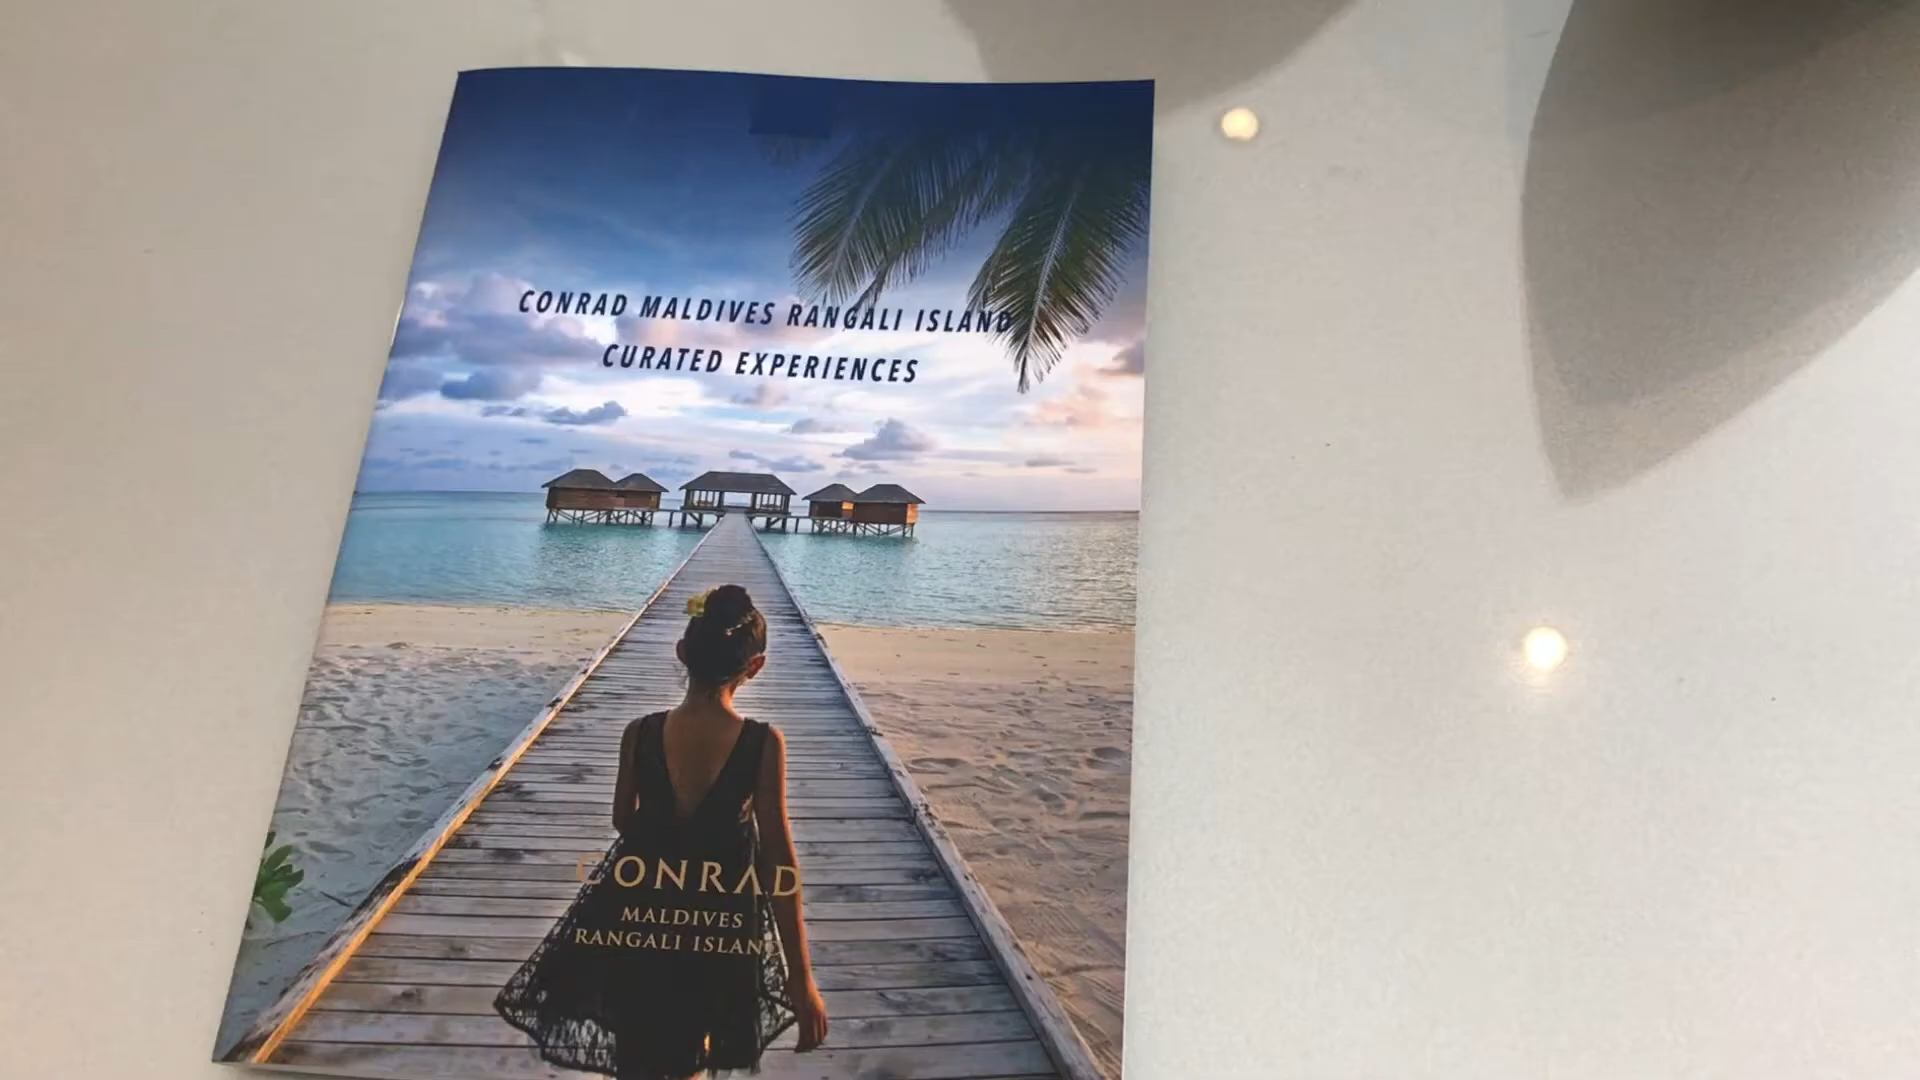 CONRAD MALDIVES RANGALI ISLAND
CURATED EXPERIENCES
CONRAD
MALDIVES
RANGALI ISLAND